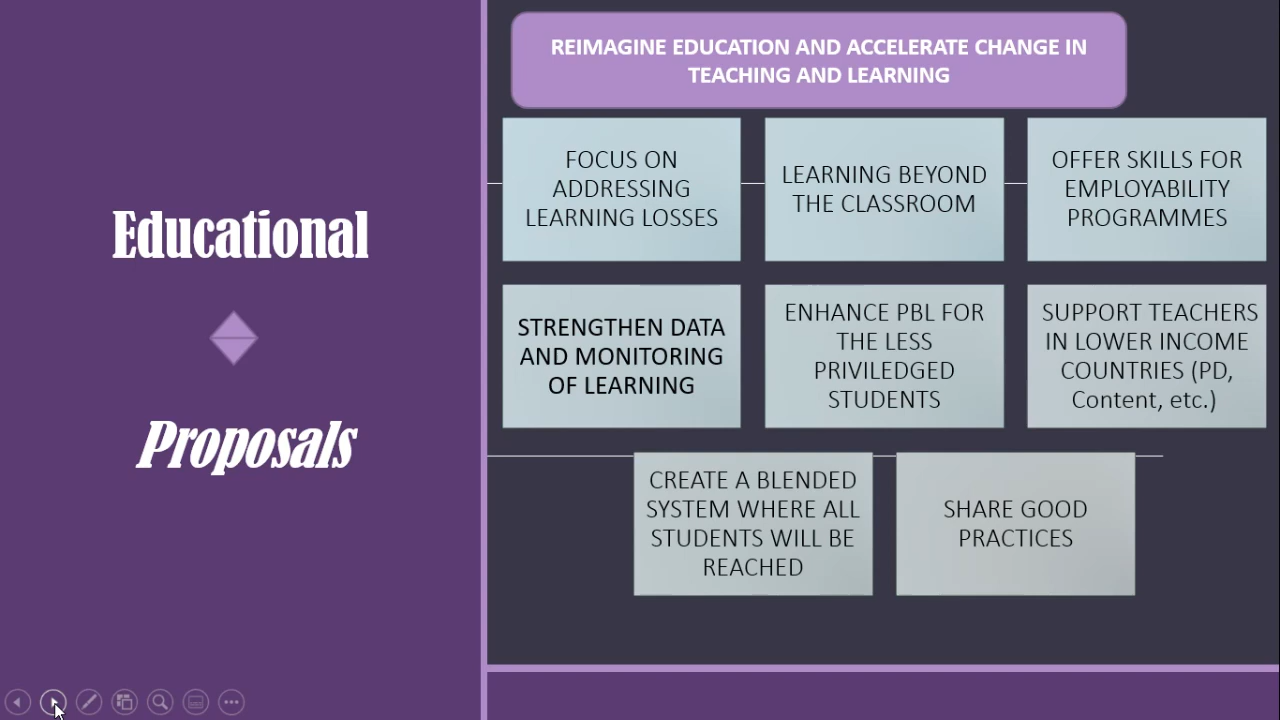 Educational
Proposals
REIMAGINE EDUCATION AND ACCELERATE CHANGE IN
TEACHING AND LEARNING
FOCUS ON
ADDRESSING
LEARNING LOSSES
LEARNING BEYOND
THE CLASSROOM
OFFER SKILLS FOR
EMPLOYABILITY
PROGRAMMES
STRENGTHEN DATA
AND MONITORING
OF LEARNING
ENHANCE PBL FOR
THE LESS
PRIVILEDGED
STUDENTS
SUPPORT TEACHERS
IN LOWER INCOME
COUNTRIES (PD,
Content, etc.)
CREATE A BLENDED
SYSTEM WHERE ALL
STUDENTS WILL BE
REACHED
SHARE GOOD
PRACTICES